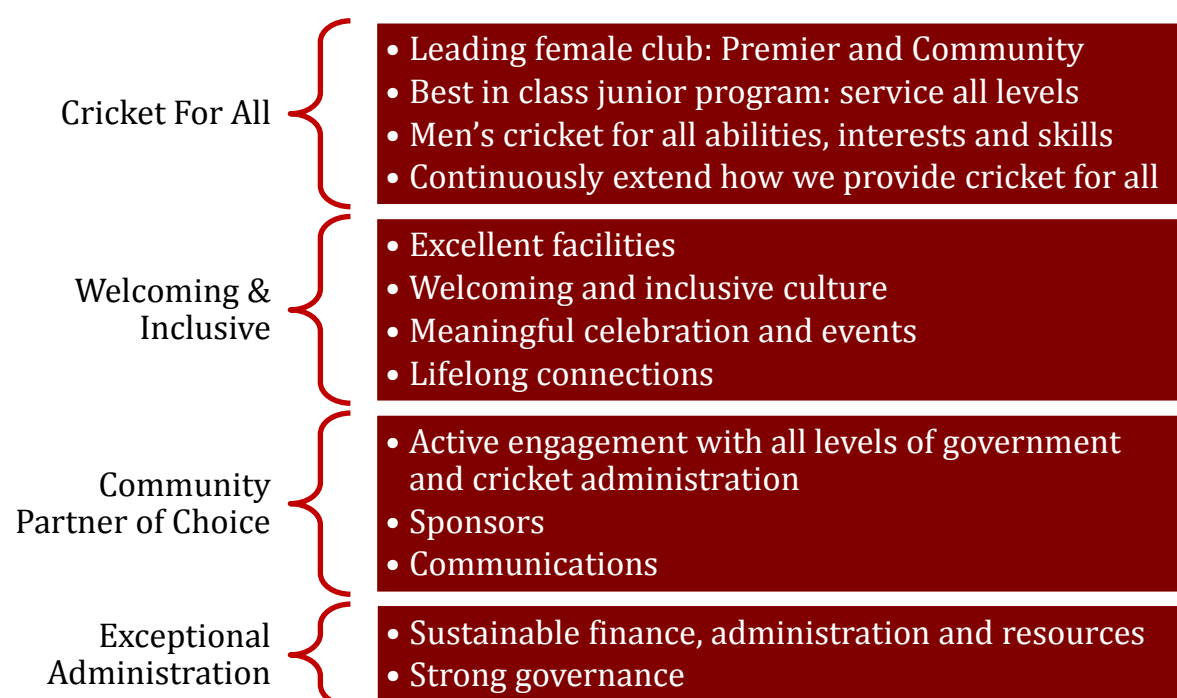 Cricket For All
• Leading female club: Premier and Community
• Best in class junior program: service all levels
• Men’s cricket for all abilities, interests and skills
• Continuously extend how we provide cricket for all
Welcoming &
Inclusive
• Excellent facilities
• Welcoming and inclusive culture
• Meaningful celebration and events
• Lifelong connections
Community
Partner of Choice
• Active engagement with all levels of government
and cricket administration
• Sponsors
• Communications
Exceptional
Administration
• Sustainable finance, administration and resources
• Strong governance